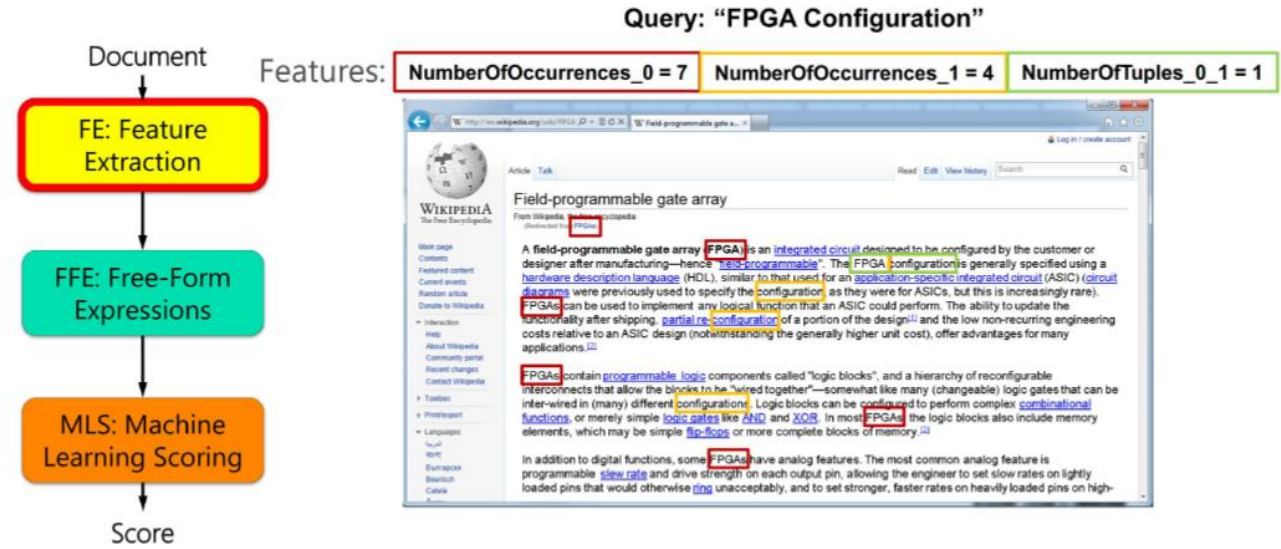 Query: “FPGA Configuration”
Document
Features:
NumberOfOccurrences_0 = 7
NumberOfOccurrences_1 = 4
NumberOfTuples_0_1 = 1
FE: Feature
Extraction
FFE: Free-Form
Expressions
MLS: Machine
Learning Scoring
Score
Field-programmable gate a...
Log in / create account
Article Talk
Read Edit View history Search
WIKIPEDIA
The Free Encyclopedia
Main page
Contents
Featured content
Current events
Random article
Donate to Wikipedia
Interaction
Help
About Wikipedia
Community portal
Recent changes
Contact Wikipedia
Toolbox
Print/export
Languages
العربية
Български
Català
Field-programmable gate array
From Wikipedia, the free encyclopedia
(Redirected from FPGAs)
A field-programmable gate array (FPGA) is an integrated circuit designed to be configured by the customer or
designer after manufacturing—hence "field-programmable". The FPGA configuration is generally specified using a
hardware description language (HDL), similar to that used for an application-specific integrated circuit (ASIC) (circuit
diagrams were previously used to specify the configuration, as they were for ASICs, but this is increasingly rare).
FPGAs can be used to implement any logical function that an ASIC could perform. The ability to update the
functionality after shipping, partial re-configuration of a portion of the design[1] and the low non-recurring engineering
costs relative to an ASIC design (notwithstanding the generally higher unit cost), offer advantages for many
applications.[2]
FPGAs contain programmable logic components called "logic blocks", and a hierarchy of reconfigurable
interconnects that allow the blocks to be "wired together"—somewhat like many (changeable) logic gates that can be
inter-wired in (many) different configurations. Logic blocks can be configured to perform complex combinational
functions, or merely simple logic gates like AND and XOR. In most FPGAs, the logic blocks also include memory
elements, which may be simple flip-flops or more complete blocks of memory.[2]
In addition to digital functions, some FPGAs have analog features. The most common analog feature is
programmable slew rate and drive strength on each output pin, allowing the engineer to set slow rates on lightly
loaded pins that would otherwise ring unacceptably, and to set stronger, faster rates on heavily loaded pins on high-